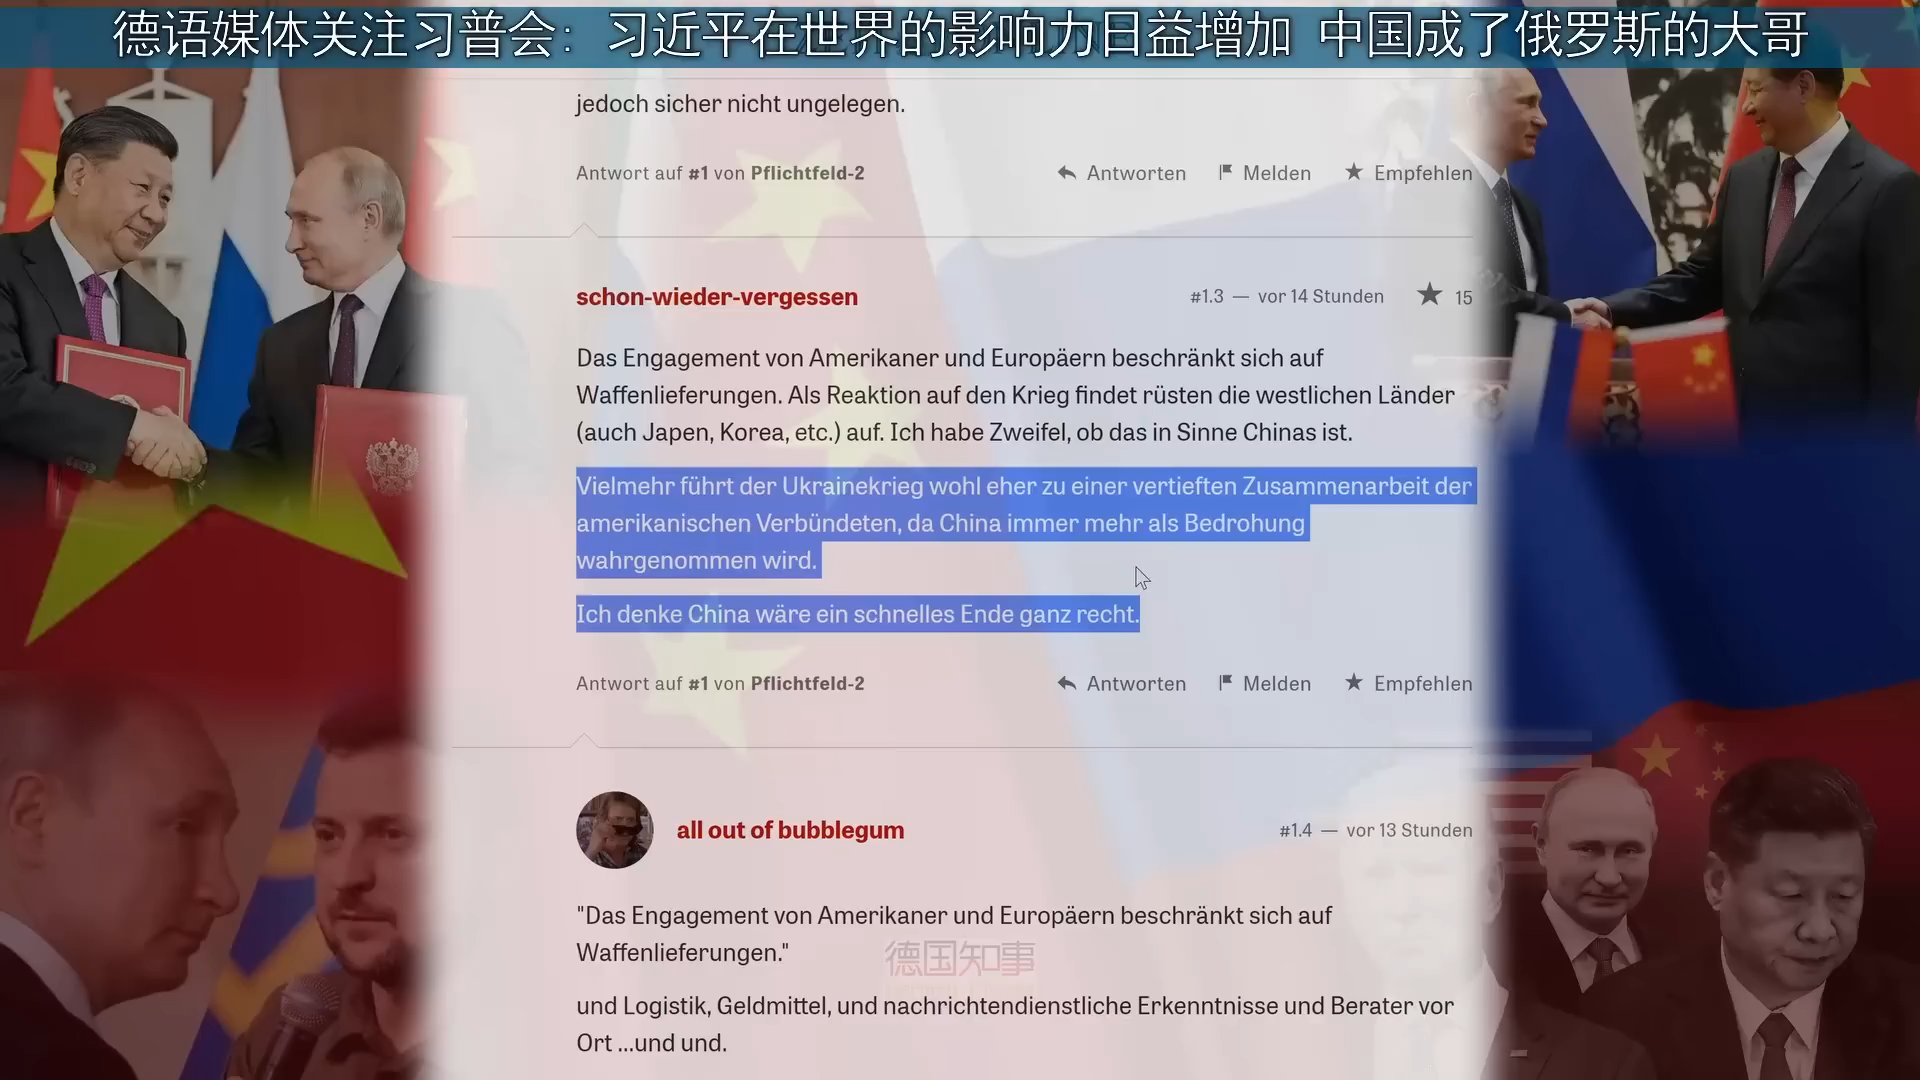 德语媒体关注习普会：习近平在世界的影响力日益增加 中国成了俄罗斯的大哥
jedoch sicher nicht ungelegen.
Antwort auf #1 von Pflichtfeld-2 Antworten Melden Empfehlen
schon-wieder-vergessen #1.3 — vor 14 Stunden ★ 15
Das Engagement von Amerikaner und Europäern beschränkt sich auf
Waffenlieferungen. Als Reaktion auf den Krieg findet rüsten die westlichen Länder
(auch Japen, Korea, etc.) auf. Ich habe Zweifel, ob das in Sinne Chinas ist.
Vielmehr führt der Ukrainekrieg wohl eher zu einer vertieften Zusammenarbeit der
amerikanischen Verbündeten, da China immer mehr als Bedrohung
wahrgenommen wird.
Ich denke China wäre ein schnelles Ende ganz recht.
Antwort auf #1 von Pflichtfeld-2 Antworten Melden Empfehlen
all out of bubblegum #1.4 — vor 13 Stunden
"Das Engagement von Amerikaner und Europäern beschränkt sich auf
Waffenlieferungen."
德国知事
und Logistik, Geldmittel, und nachrichtendienstliche Erkenntnisse und Berater vor
Ort ...und und.